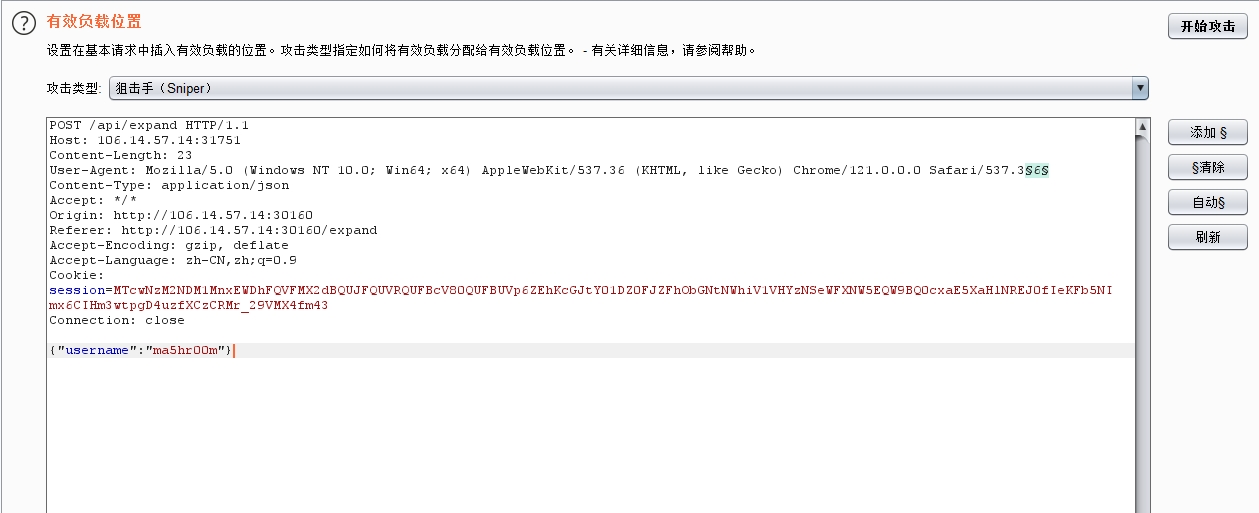 有效负载位置
开始攻击
设置在基本请求中插入有效负载的位置。攻击类型指定如何将有效负载分配给有效负载位置。 - 有关详细信息，请参阅帮助。
攻击类型: 狙击手（Sniper）
POST /api/expand HTTP/1.1
Host: 106.14.57.14:31751
Content-Length: 23
User-Agent: Mozilla/5.0 (Windows NT 10.0; Win64; x64) AppleWebKit/537.36 (KHTML, like Gecko) Chrome/121.0.0.0 Safari/537.3§6§
Content-Type: application/json
Accept: */*
Origin: http://106.14.57.14:30160
Referer: http://106.14.57.14:30160/expand
Accept-Encoding: gzip, deflate
Accept-Language: zh-CN,zh;q=0.9
Cookie:
session=MTcwNzM2NDM1MnxEWDhFQVFMX2dBQUJFQUVRQUFBcV80QUFBUVp6ZEhKcGJtY01DZ0FJZFhObGNtNWhiV1VHYzNSeWFXNW5EQW9BQ0cxaE5XaHlNREJ0fIeKFb5NI
mx6CIHm3wtpgD4uzfXCzCRMr_29VMX4fm43
Connection: close
{"username":"ma5hr00m"}
添加 §
§清除
自动§
刷新